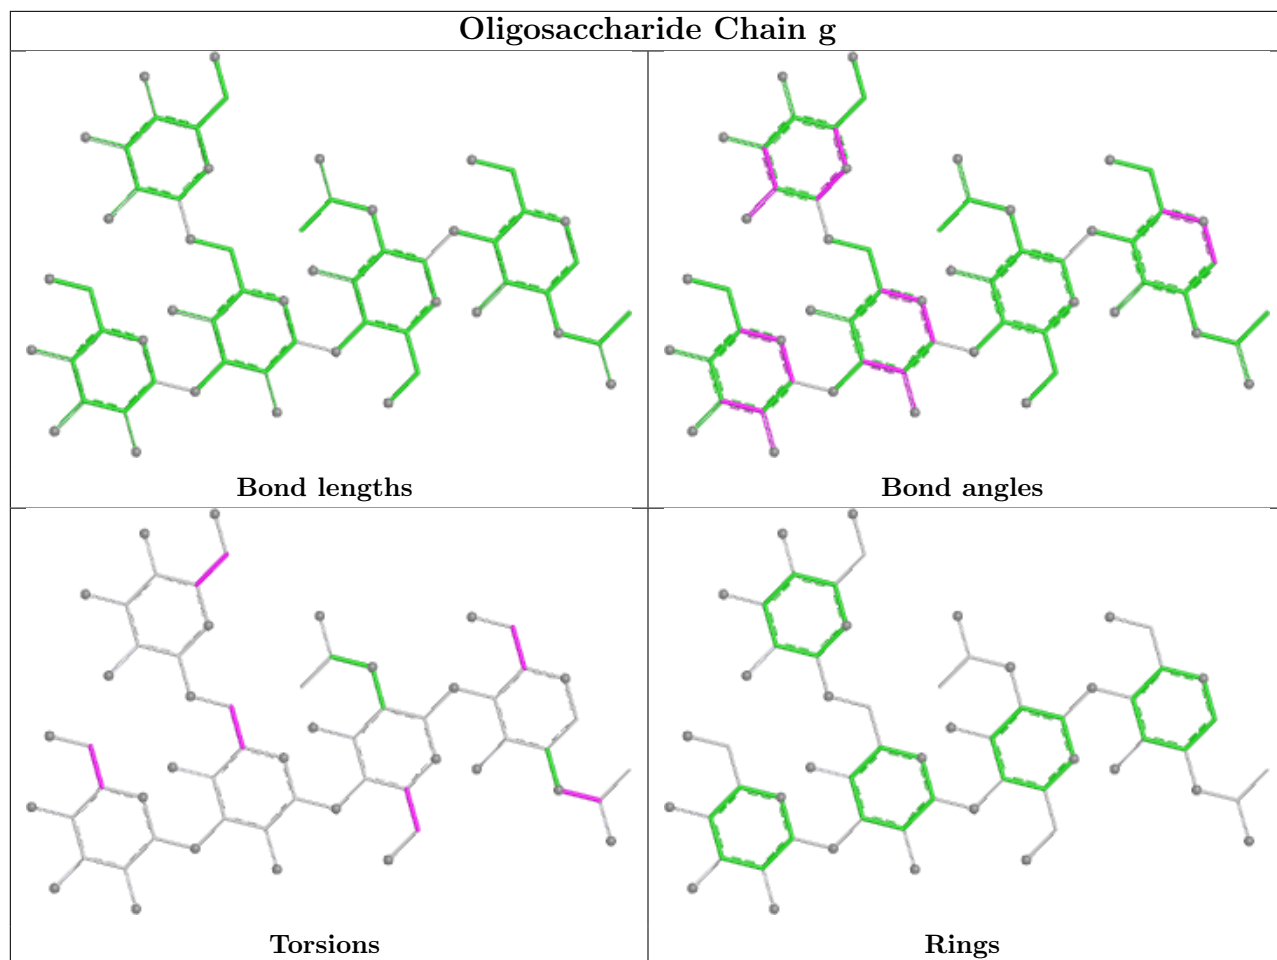 Oligosaccharide Chain g
Bond lengths
Bond angles
Torsions
Rings